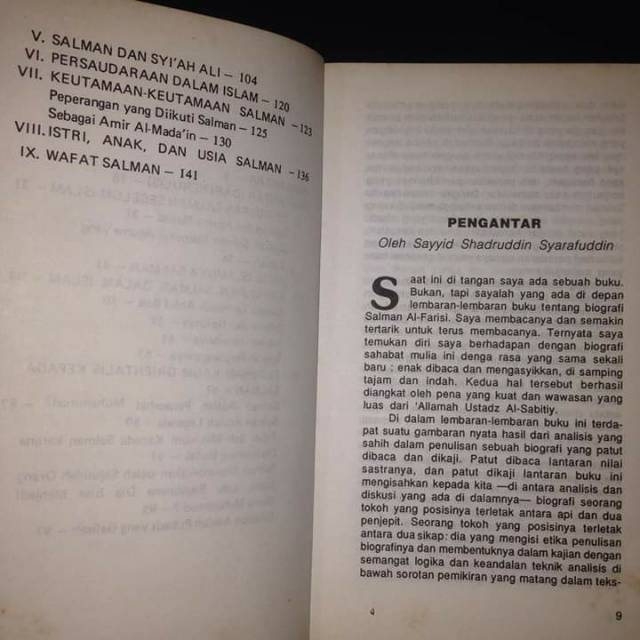 V. SALMAN DAN SYI'AH ALI – 104
VI. PERSAUDARAAN DALAM ISLAM – 120
VII. KEUTAMAAN-KEUTAMAAN SALMAN –123
Peperangan yang Diikuti Salman – 125
Sebagai Amir Al-Mada'in – 130
VIII. ISTRI, ANAK, DAN USIA SALMAN –136
IX. WAFAT SALMAN – 141
PENGANTAR
Oleh Sayyid Shadruddin Syarafuddin
Saat ini di tangan saya ada sebuah buku.
Bukan, tapi sayalah yang ada di depan
lembaran-lembaran buku tentang biografi
Salman Al-Farisi. Saya membacanya dan semakin
tertarik untuk terus membacanya. Ternyata saya
temukan diri saya berhadapan dengan biografi
sahabat mulia ini denga rasa yang sama sekali
baru : enak dibaca dan mengasyikkan, di samping
tajam dan indah. Kedua hal tersebut berhasil
diangkat oleh pena yang kuat dan wawasan yang
luas dari 'Allamah Ustadz Al-Sabitiy.
Di dalam lembaran-lembaran buku ini terda-
pat suatu gambaran nyata hasil dari analisis yang
sahih dalam penulisan sebuah biografi yang patut
dibaca dan dikaji. Patut dibaca lantaran nilai
sastranya, dan patut dikaji lantaran buku ini
mengisahkan kepada kita —di antara analisis dan
diskusi yang ada di dalamnya— biografi seorang
tokoh yang posisinya terletak antara api dan dua
penjepit. Seorang tokoh yang posisinya terletak
antara dua sikap: dia yang mengisi etika penulisan
biografinya dan membentuknya dalam kajian dengan
semangat logika dan keandalan teknik analisis di
bawah sorotan pemikiran yang matang dalam teks-
9